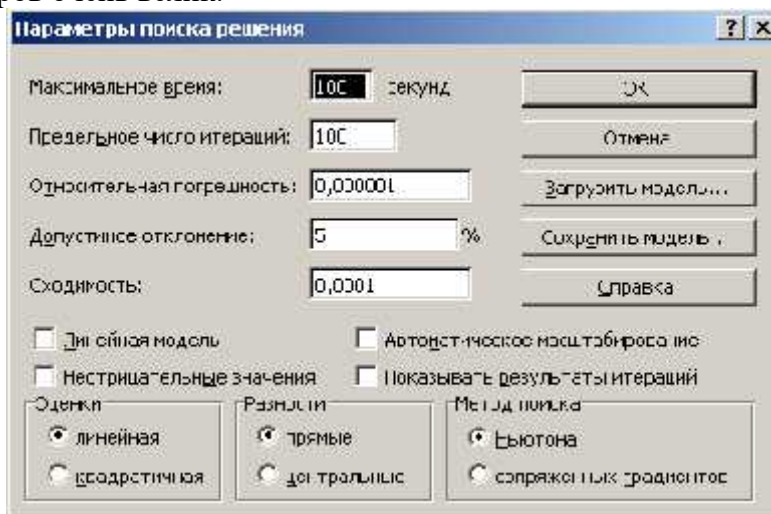 Параметры поиска решения
Максимальное время: 100 секунд
OK
Предельное число итераций: 100
Отмена
Относительная погрешность: 0,000001
Загрузить модель...
Допустимое отклонение: 5 %
Сохранить модель...
Сходимость: 0,0001
Справка
Линейная модель
Автоматическое масштабирование
Неотрицательные значения
Показывать результаты итераций
Оценки
Разности
Метод поиска
линейная
прямые
Ньютона
квадратичная
центральные
сопряженных градиентов